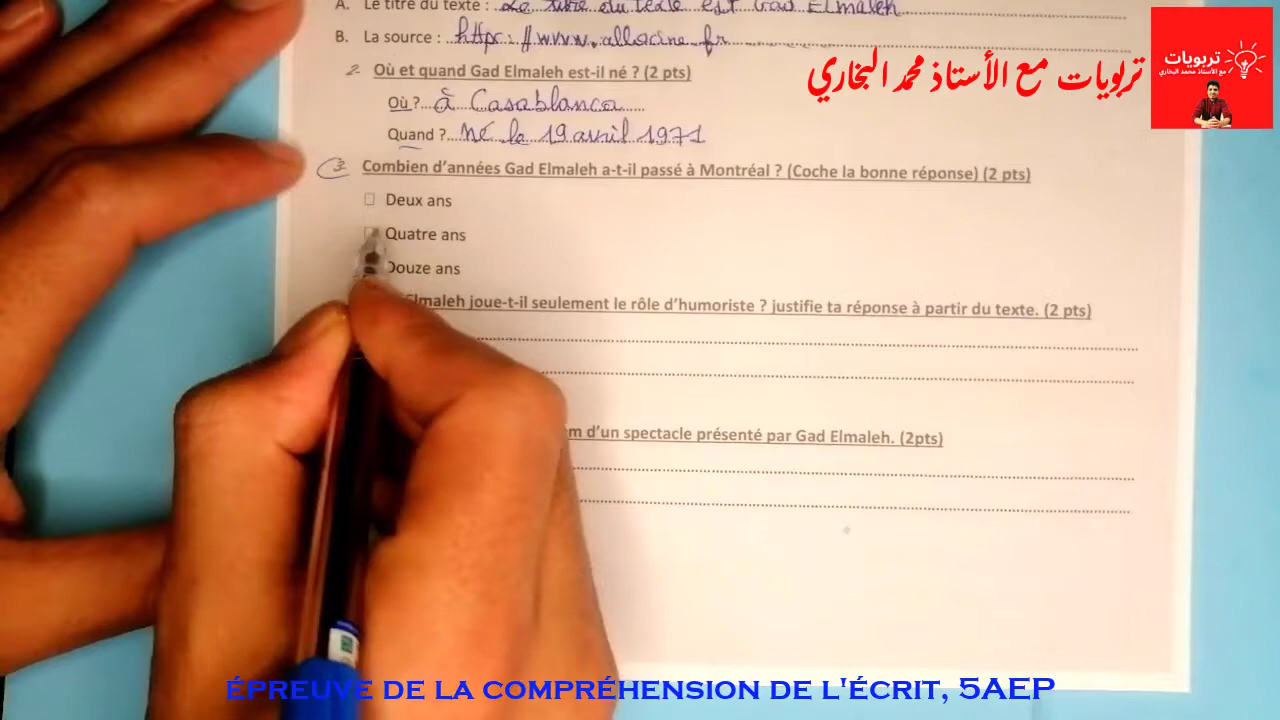 A. Le titre du texte : Le titre du texte est Gad Elmaleh
B. La source : http://www.allocine.fr
2. Où et quand Gad Elmaleh est-il né ? (2 pts)
Où ? à Casablanca
Quand ? Né le 19 avril 1971
3. Combien d'années Gad Elmaleh a-t-il passé à Montréal ? (Coche la bonne réponse) (2 pts)
Deux ans
Quatre ans
Douze ans
Elmaleh joue-t-il seulement le rôle d'humoriste ? justifie ta réponse à partir du texte. (2 pts)
d'un spectacle présenté par Gad Elmaleh. (2pts)
تربويات مع الأستاذ محمد البخاري
تربويات
مع الأستاذ محمد البخاري
ÉPREUVE DE LA COMPRÉHENSION DE L'ÉCRIT, 5AEP